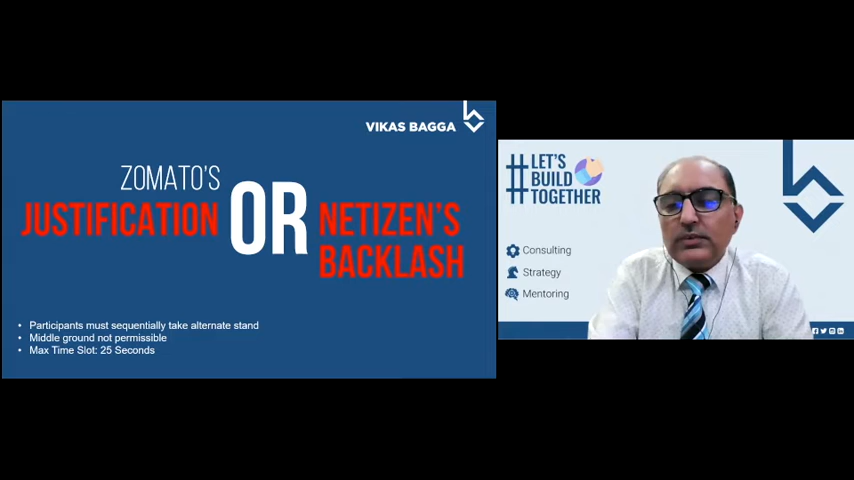 VIKAS BAGGA
ZOMATO'S
JUSTIFICATION OR NETIZEN'S
BACKLASH
• Participants must sequentially take alternate stand
• Middle ground not permissible
• Max Time Slot: 25 Seconds
#LET'S
BUILD
TOGETHER
Consulting
Strategy
Mentoring